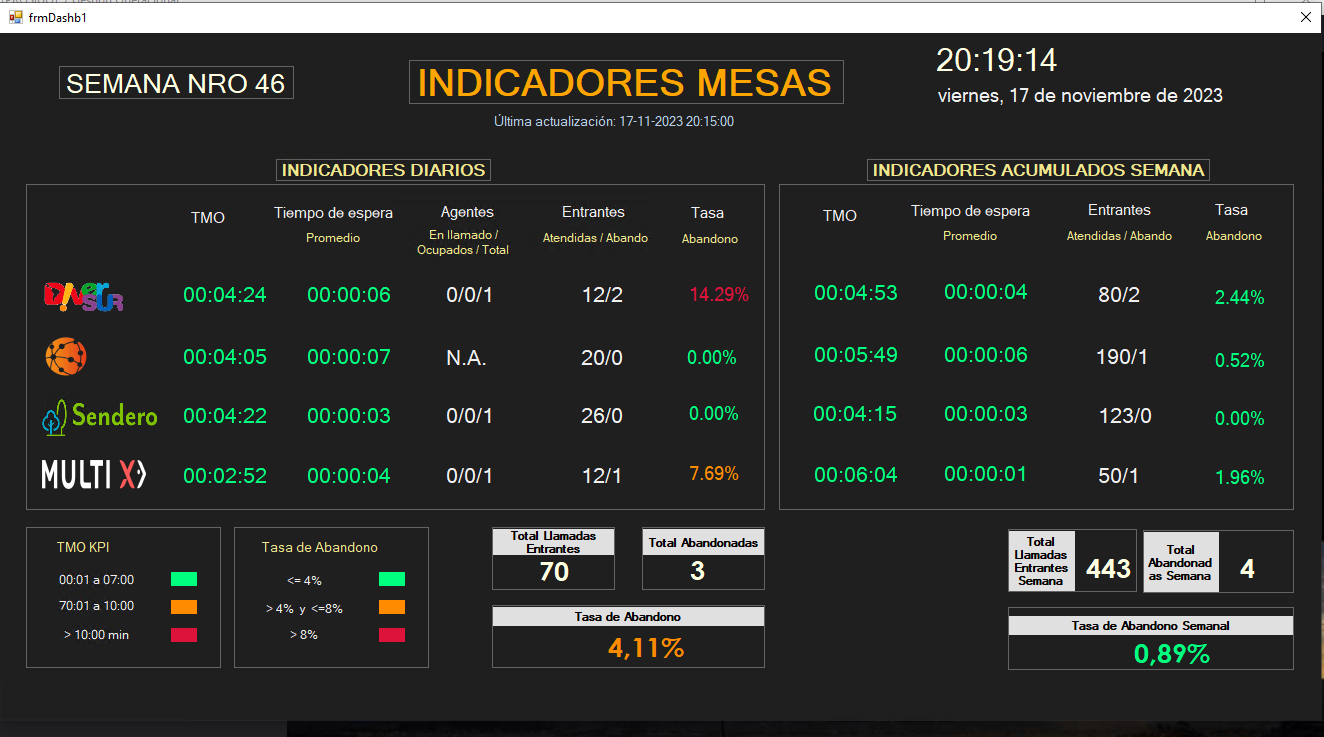 frmDashb1
SEMANA NRO 46
INDICADORES MESAS
20:19:14
viernes, 17 de noviembre de 2023
Última actualización: 17-11-2023 20:15:00
INDICADORES DIARIOS
TMO
Tiempo de espera
Promedio
Agentes
En llamado /
Ocupados / Total
Entrantes
Atendidas / Abando
Tasa
Abandono
DiverSUR 00:04:24 00:00:06 0/0/1 12/2 14.29%
00:04:05 00:00:07 N.A. 20/0 0.00%
Sendero 00:04:22 00:00:03 0/0/1 26/0 0.00%
MULTI X 00:02:52 00:00:04 0/0/1 12/1 7.69%
INDICADORES ACUMULADOS SEMANA
TMO
Tiempo de espera
Promedio
Entrantes
Atendidas / Abando
Tasa
Abandono
00:04:53 00:00:04 80/2 2.44%
00:05:49 00:00:06 190/1 0.52%
00:04:15 00:00:03 123/0 0.00%
00:06:04 00:00:01 50/1 1.96%
TMO KPI
00:01 a 07:00
70:01 a 10:00
> 10:00 min
Tasa de Abandono
<= 4%
> 4% y <=8%
> 8%
Total Llamadas
Entrantes
70
Total Abandonadas
3
Tasa de Abandono
4,11%
Total
Llamadas
Entrantes
Semana
443
Total
Abandonad
as Semana
4
Tasa de Abandono Semanal
0,89%